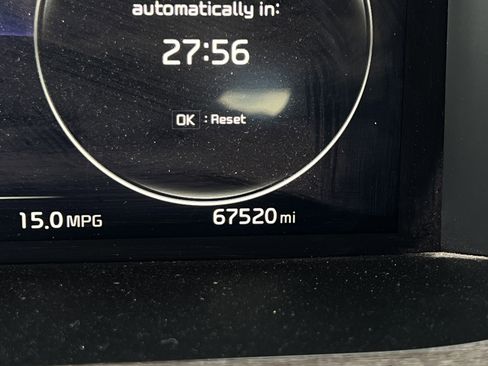 automatically in:
27:56
OK : Reset
15.0 MPG
67520 mi